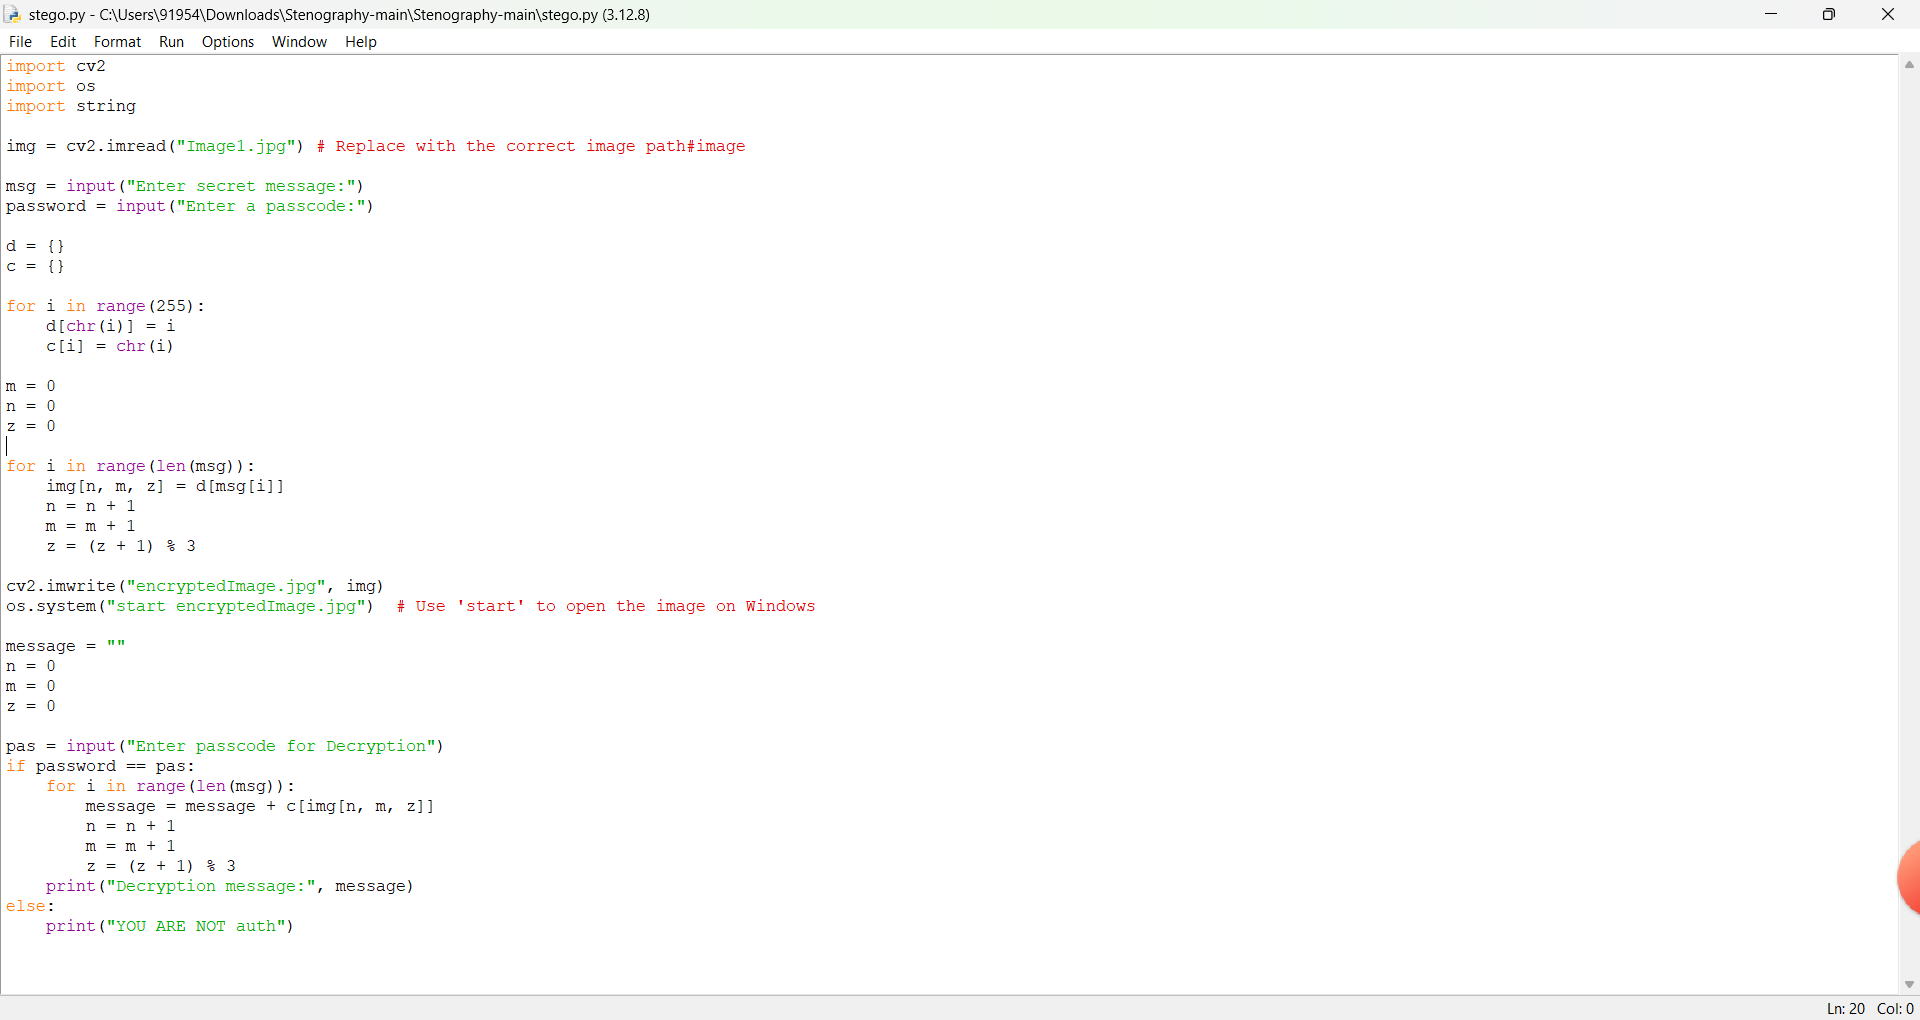 stego.py - C:\Users\91954\Downloads\Stenography-main\Stenography-main\stego.py (3.12.8)
File Edit Format Run Options Window Help
import cv2
import os
import string

img = cv2.imread("Image1.jpg") # Replace with the correct image path#image

msg = input("Enter secret message:")
password = input("Enter a passcode:")

d = {}
c = {}

for i in range(255):
    d[chr(i)] = i
    c[i] = chr(i)

m = 0
n = 0
z = 0

for i in range(len(msg)):
    img[n, m, z] = d[msg[i]]
    n = n + 1
    m = m + 1
    z = (z + 1) % 3

cv2.imwrite("encryptedImage.jpg", img)
os.system("start encryptedImage.jpg")  # Use 'start' to open the image on Windows

message = ""
n = 0
m = 0
z = 0

pas = input("Enter passcode for Decryption")
if password == pas:
    for i in range(len(msg)):
        message = message + c[img[n, m, z]]
        n = n + 1
        m = m + 1
        z = (z + 1) % 3
    print("Decryption message:", message)
else:
    print("YOU ARE NOT auth")
Ln: 20 Col: 0